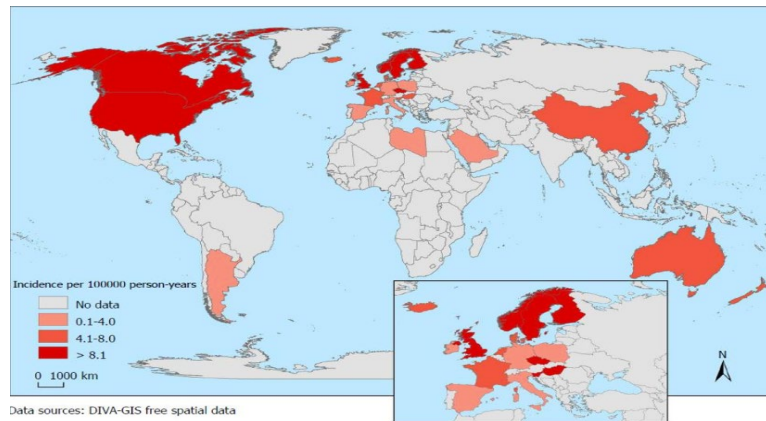 Incidence per 100000 person-years
No data
0.1-4.0
4.1-8.0
> 8.1
0 1000 km
N
Data sources: DIVA-GIS free spatial data